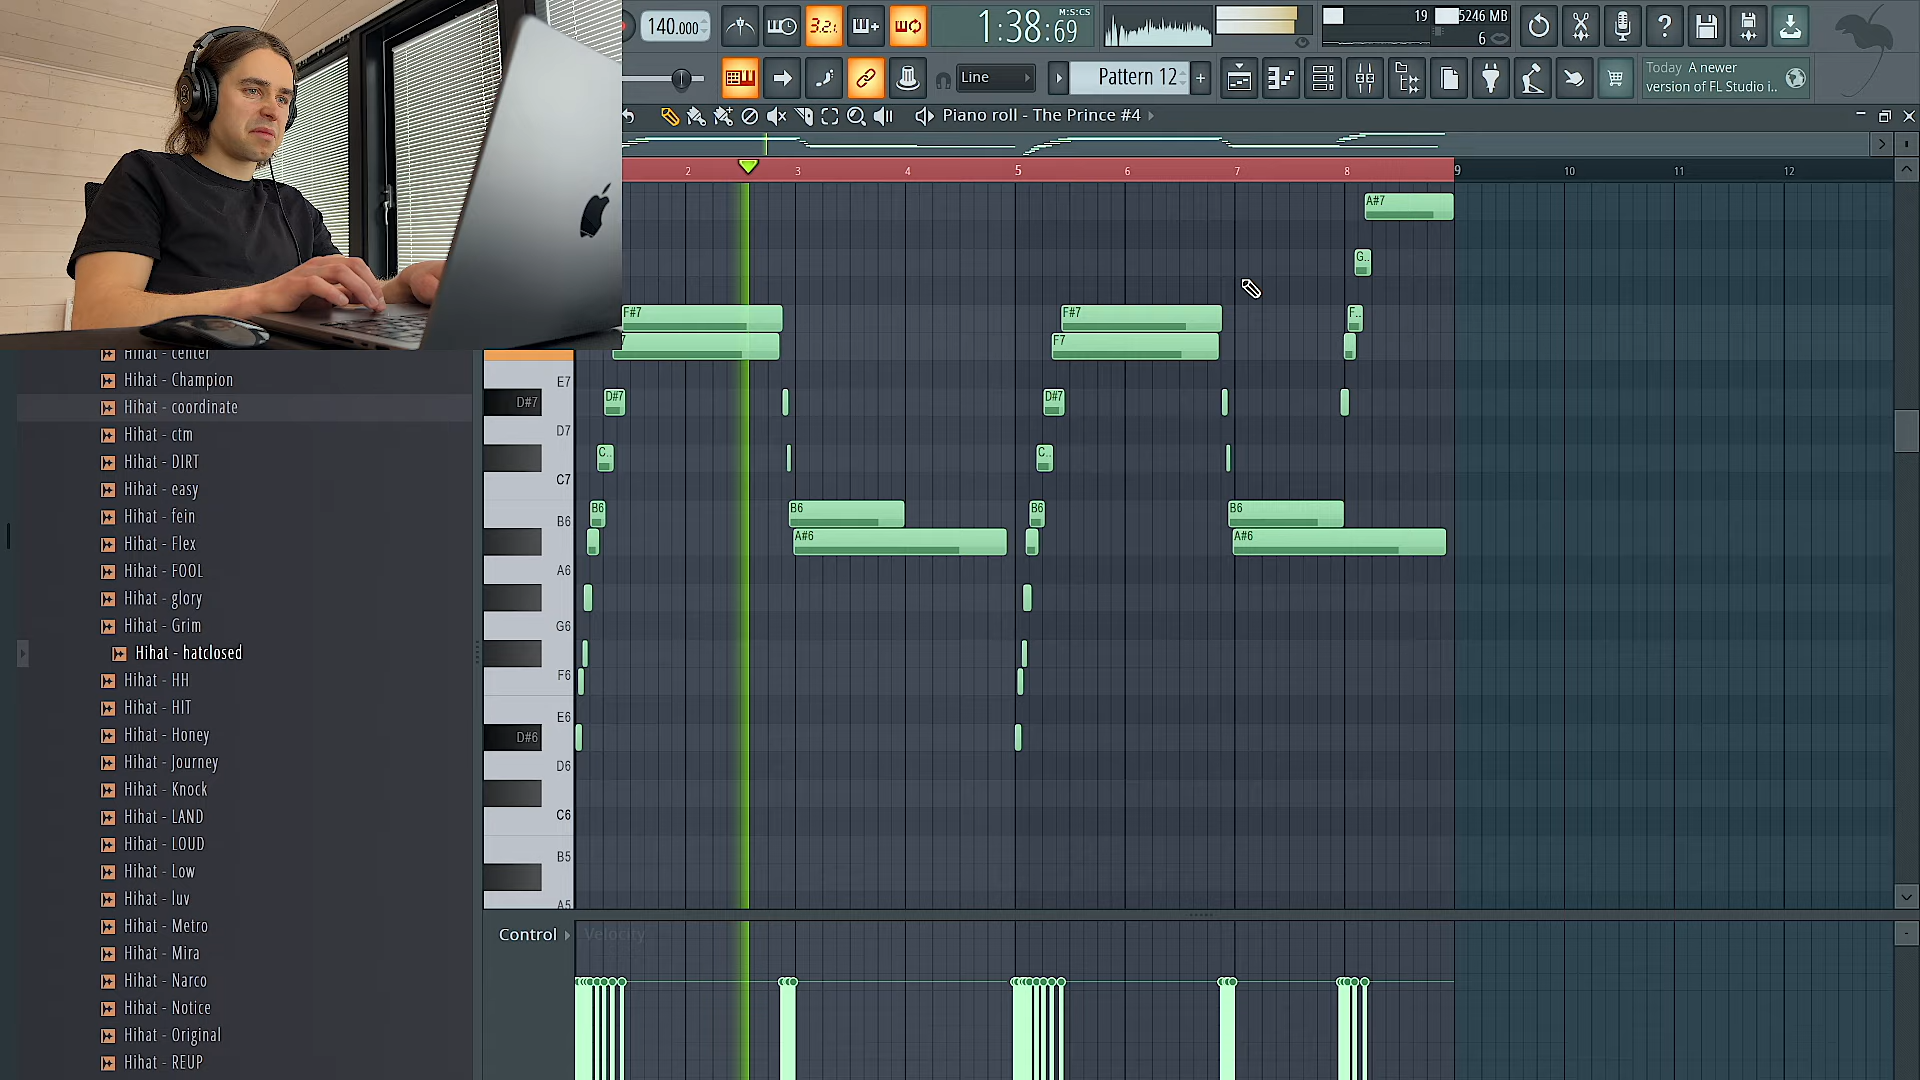 140.000
3.2.
1:38:69
M:S:CS
19
5246 MB
6
Line
Pattern 12
Today A newer
version of FL Studio i..
Piano roll - The Prince #4
2 3 4 5 6 7 8 9 10 11 12
A#7
G..
F#7
F#7
F..
7
F7
E7
D#7
D#7
D#7
D7
C..
C..
C7
B6
B6
B6
B6
B6
A#6
A#6
A6
G6
F6
E6
D#6
D6
C6
B5
A5
Control
Velocity
Hihat - center
Hihat - Champion
Hihat - coordinate
Hihat - ctm
Hihat - DIRT
Hihat - easy
Hihat - fein
Hihat - Flex
Hihat - FOOL
Hihat - glory
Hihat - Grim
Hihat - hatclosed
Hihat - HH
Hihat - HIT
Hihat - Honey
Hihat - Journey
Hihat - Knock
Hihat - LAND
Hihat - LOUD
Hihat - Low
Hihat - luv
Hihat - Metro
Hihat - Mira
Hihat - Narco
Hihat - Notice
Hihat - Original
Hihat - REUP